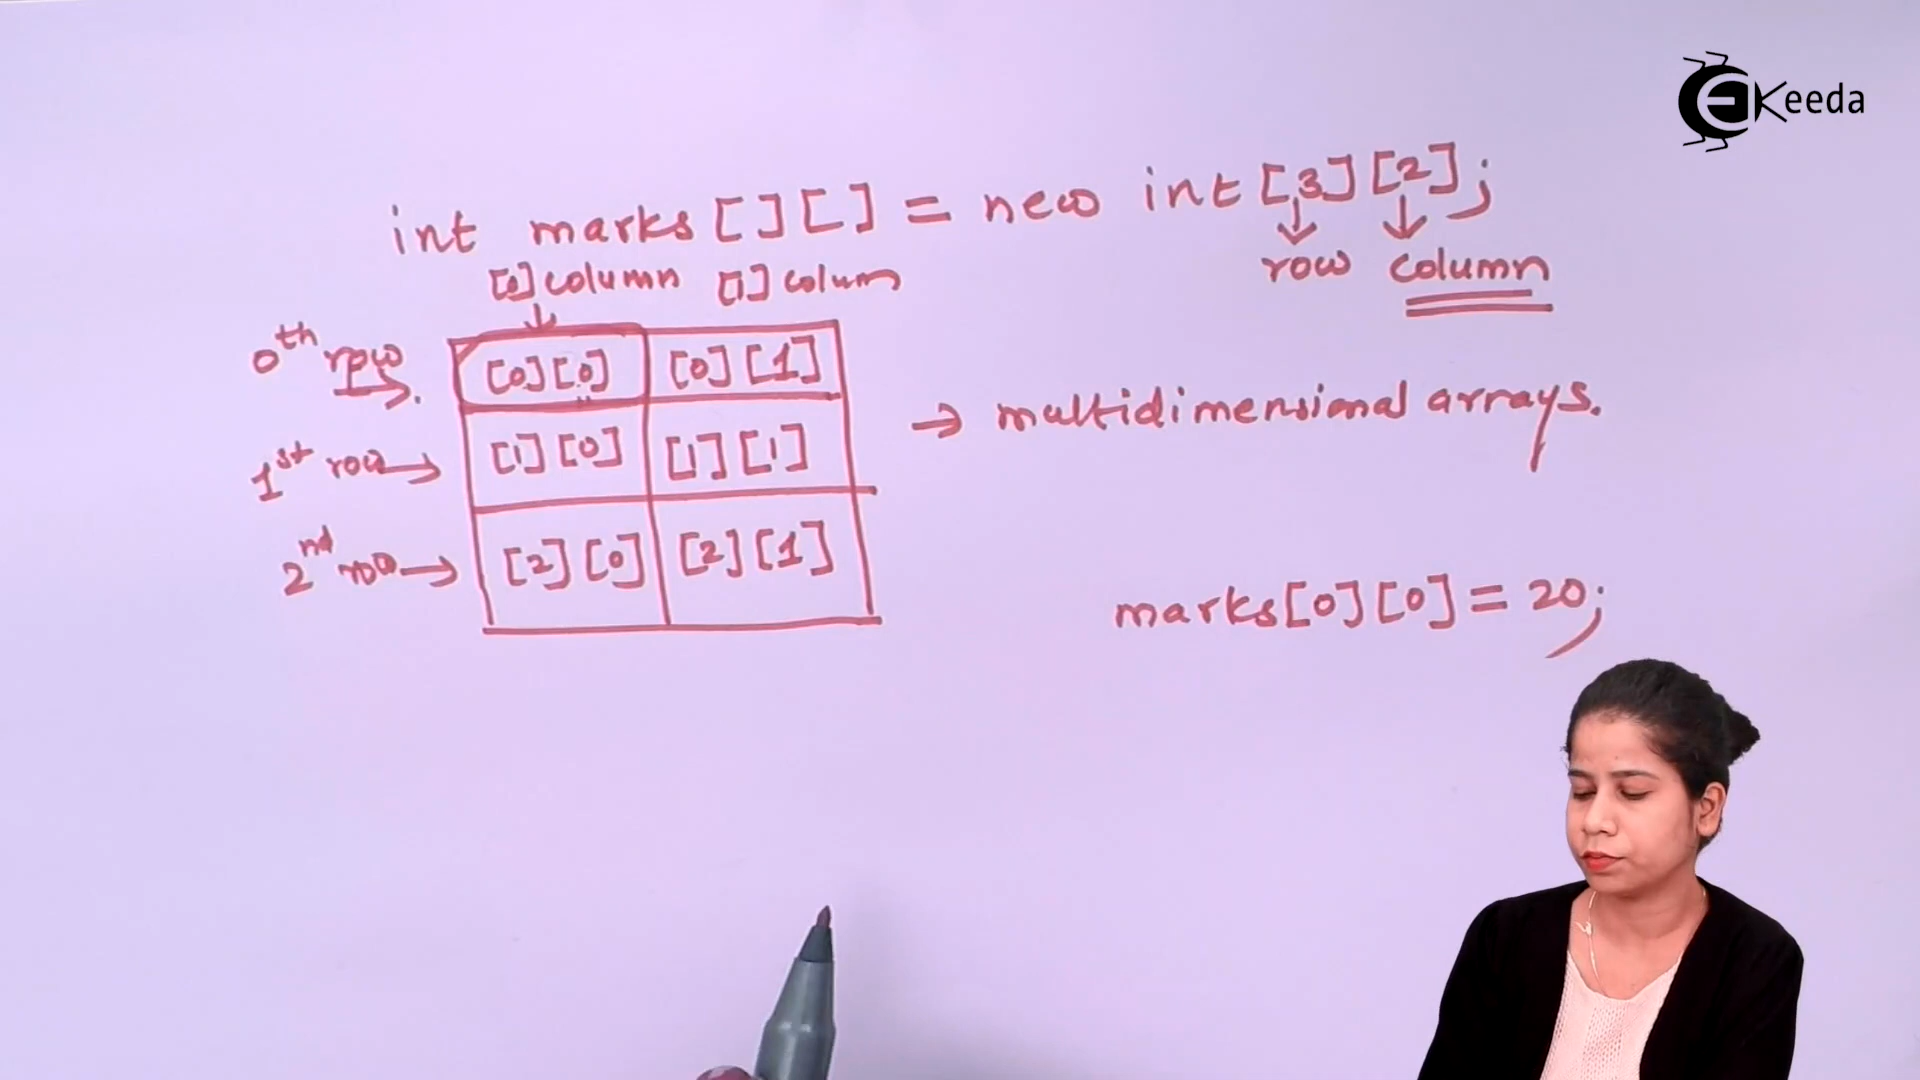 EKeeda
int marks[][] = new int[3][2];
row column
[0] column [1] colum
0th row
[0][0] [0][1]
→ multidimensional arrays.
1st row →
[1][0] [1][1]
2nd row →
[2][0] [2][1]
marks[0][0] = 20;